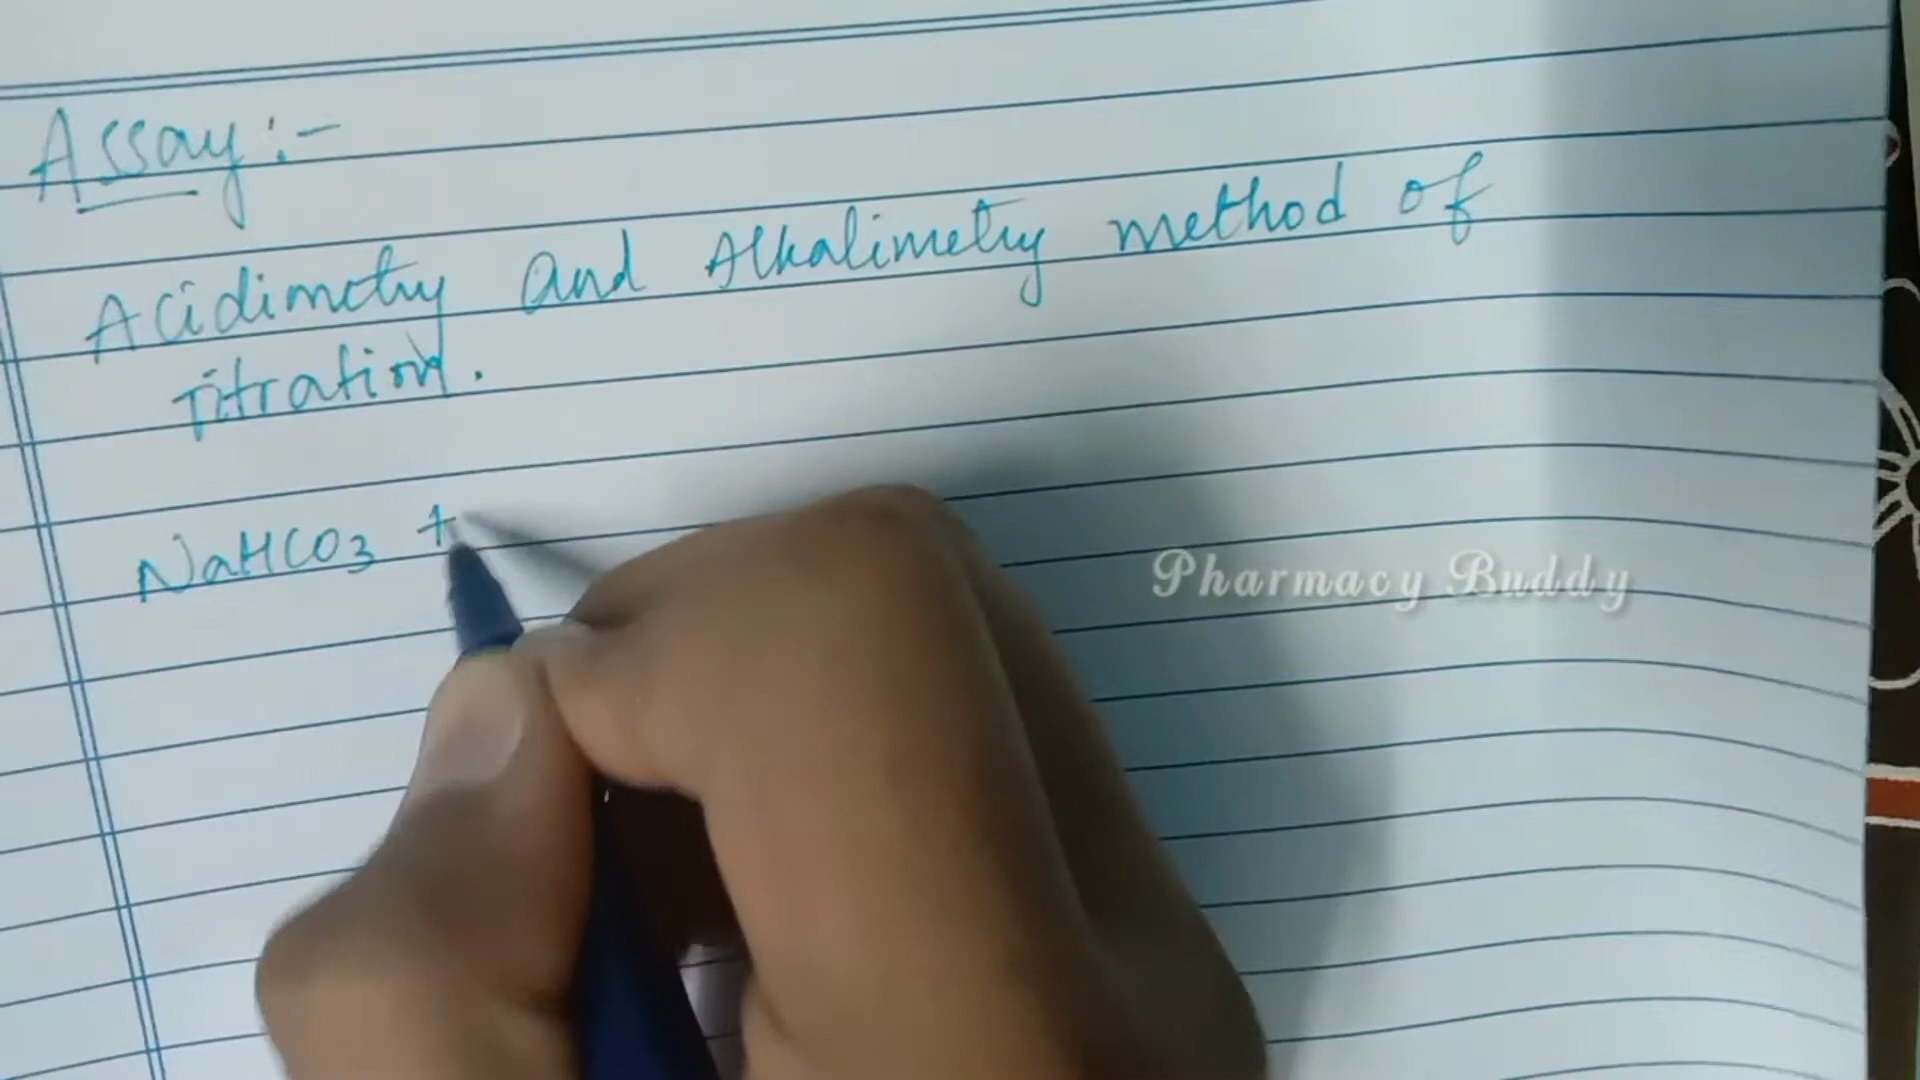 Assay:-
Acidimetry and Alkalimetry method of
Titration.
NaHCO3 +
Pharmacy Buddy